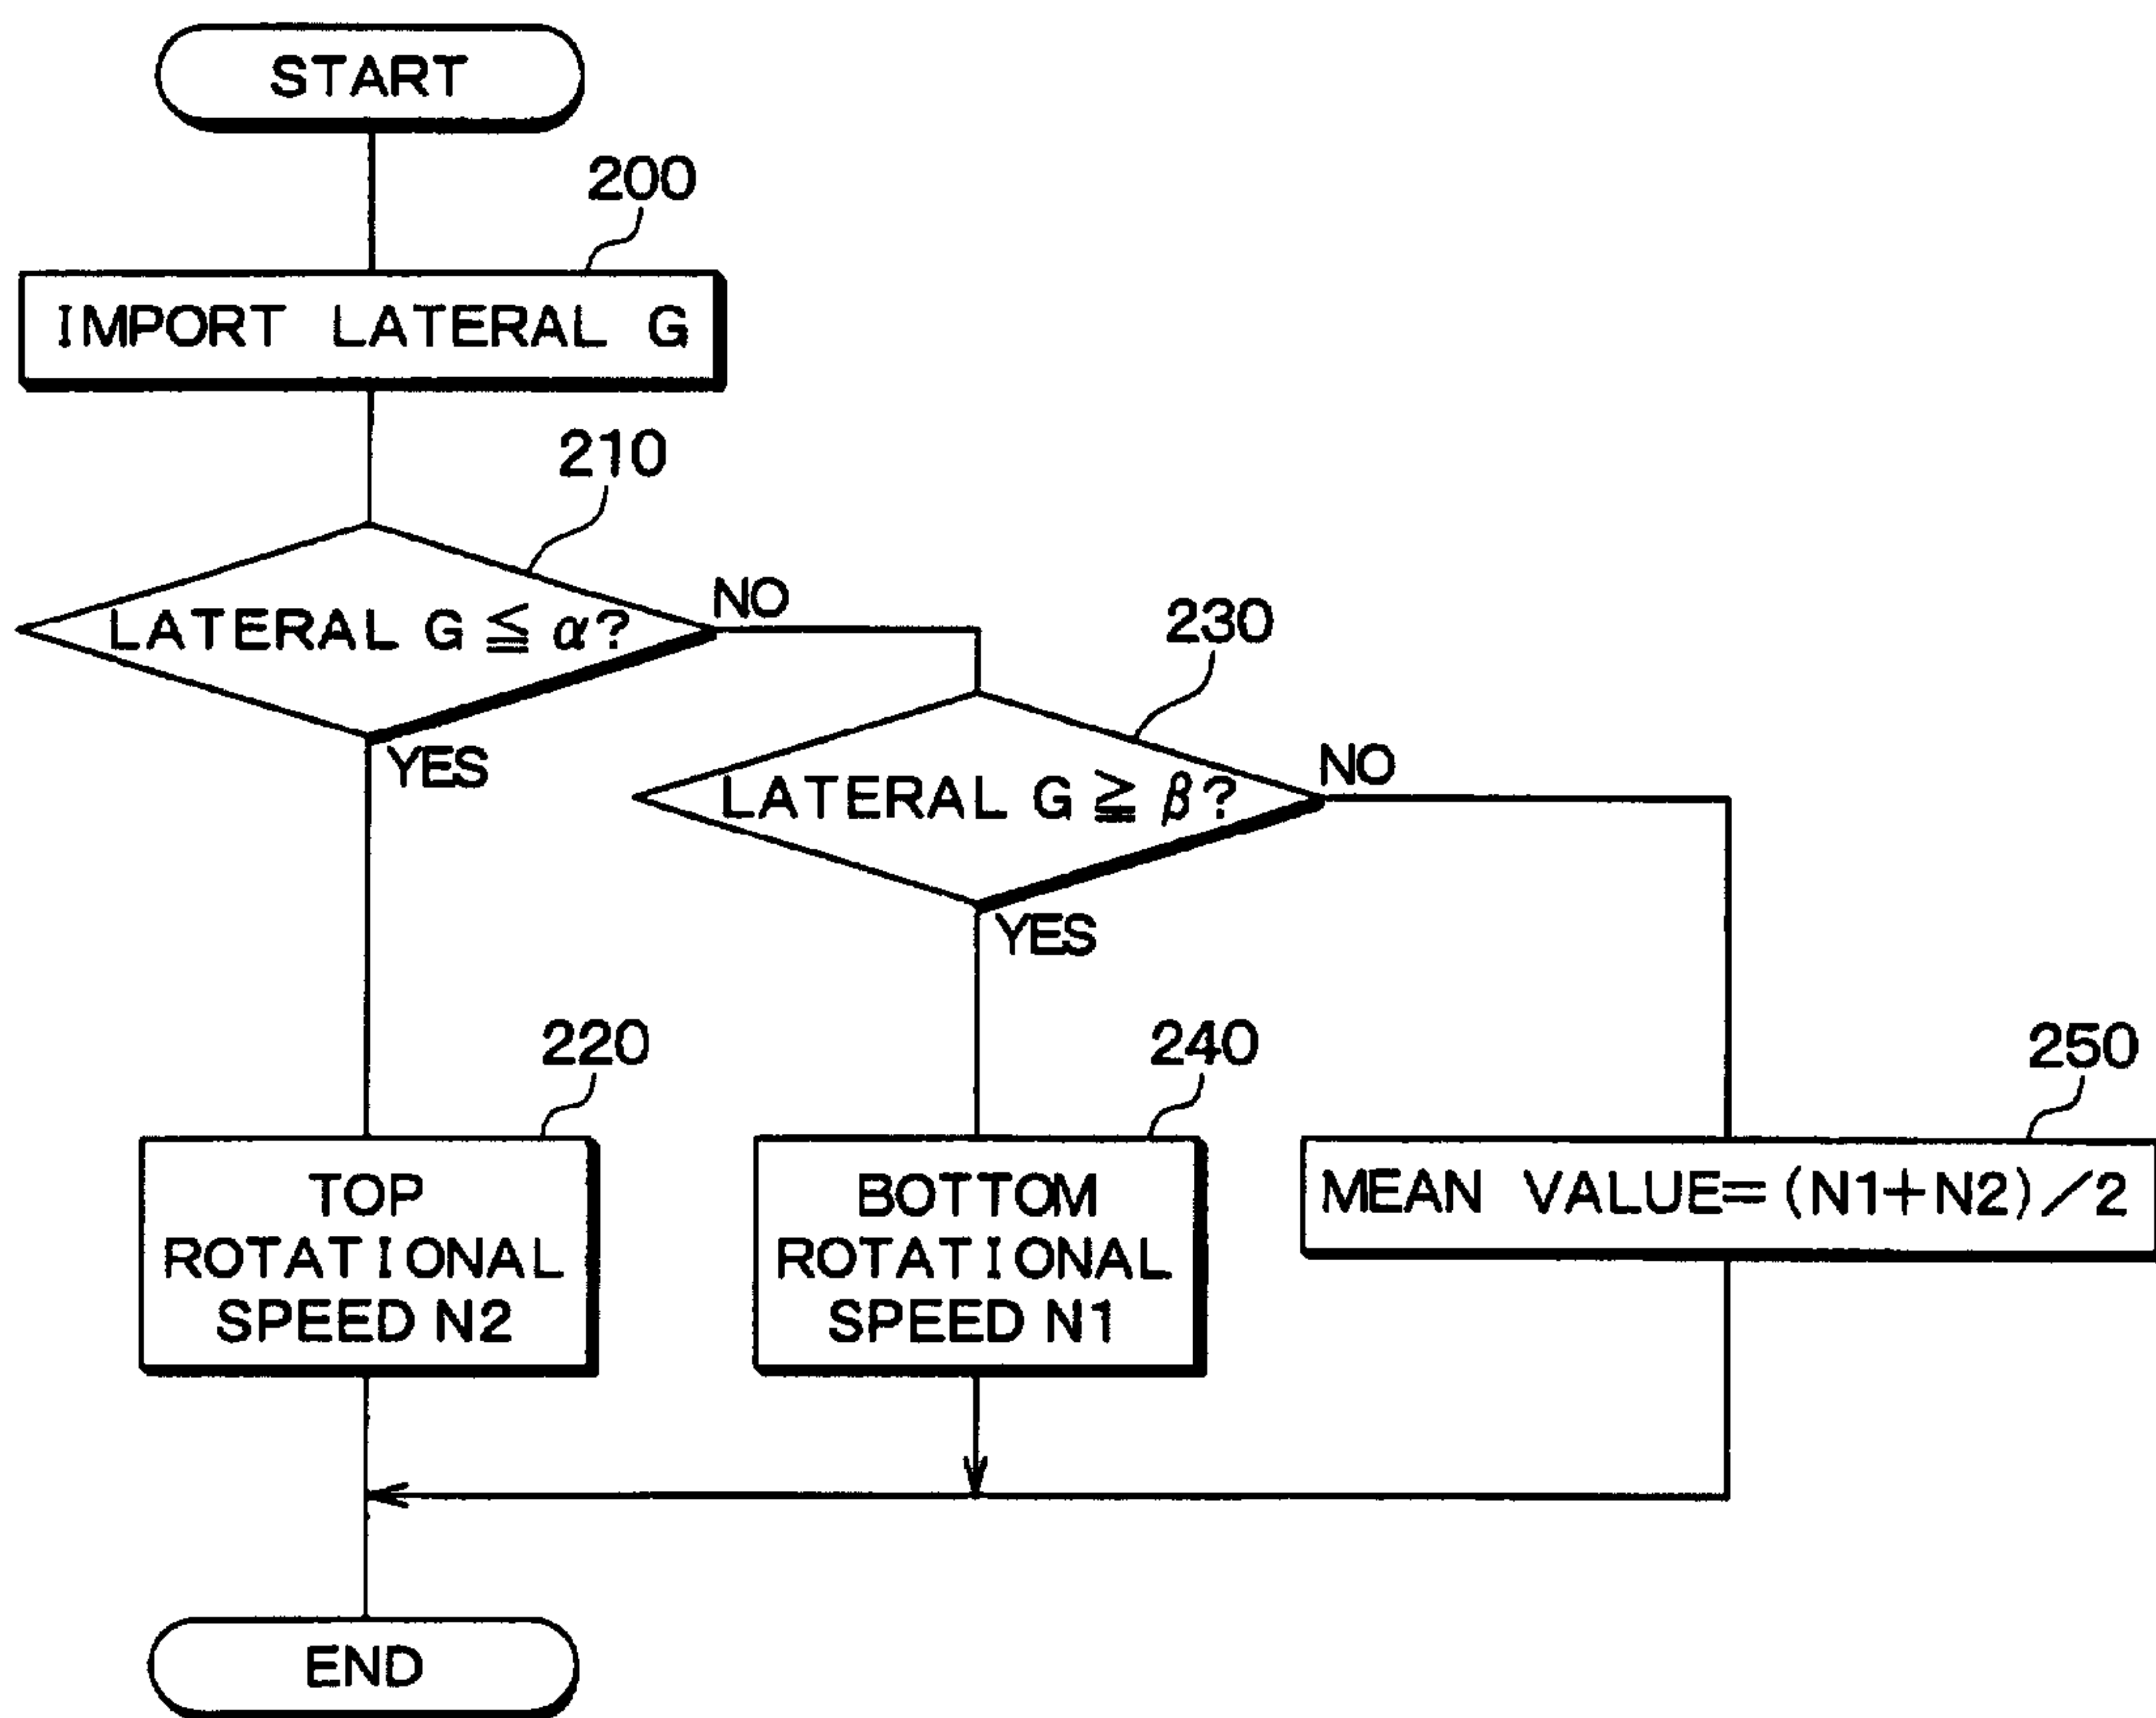 START
200
IMPORT LATERAL G
210
LATERAL G ≦ α?
NO
YES
230
LATERAL G ≧ β?
NO
YES
220
TOP
ROTATIONAL
SPEED N2
240
BOTTOM
ROTATIONAL
SPEED N1
250
MEAN VALUE=(N1+N2)/2
END